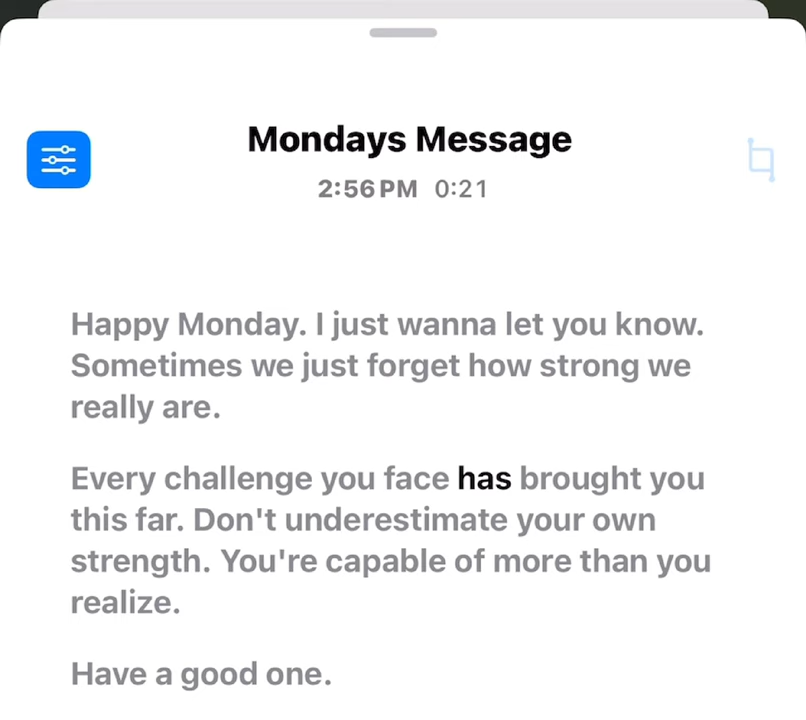 Mondays Message
2:56 PM 0:21
Happy Monday. I just wanna let you know.
Sometimes we just forget how strong we
really are.
Every challenge you face has brought you
this far. Don't underestimate your own
strength. You're capable of more than you
realize.
Have a good one.